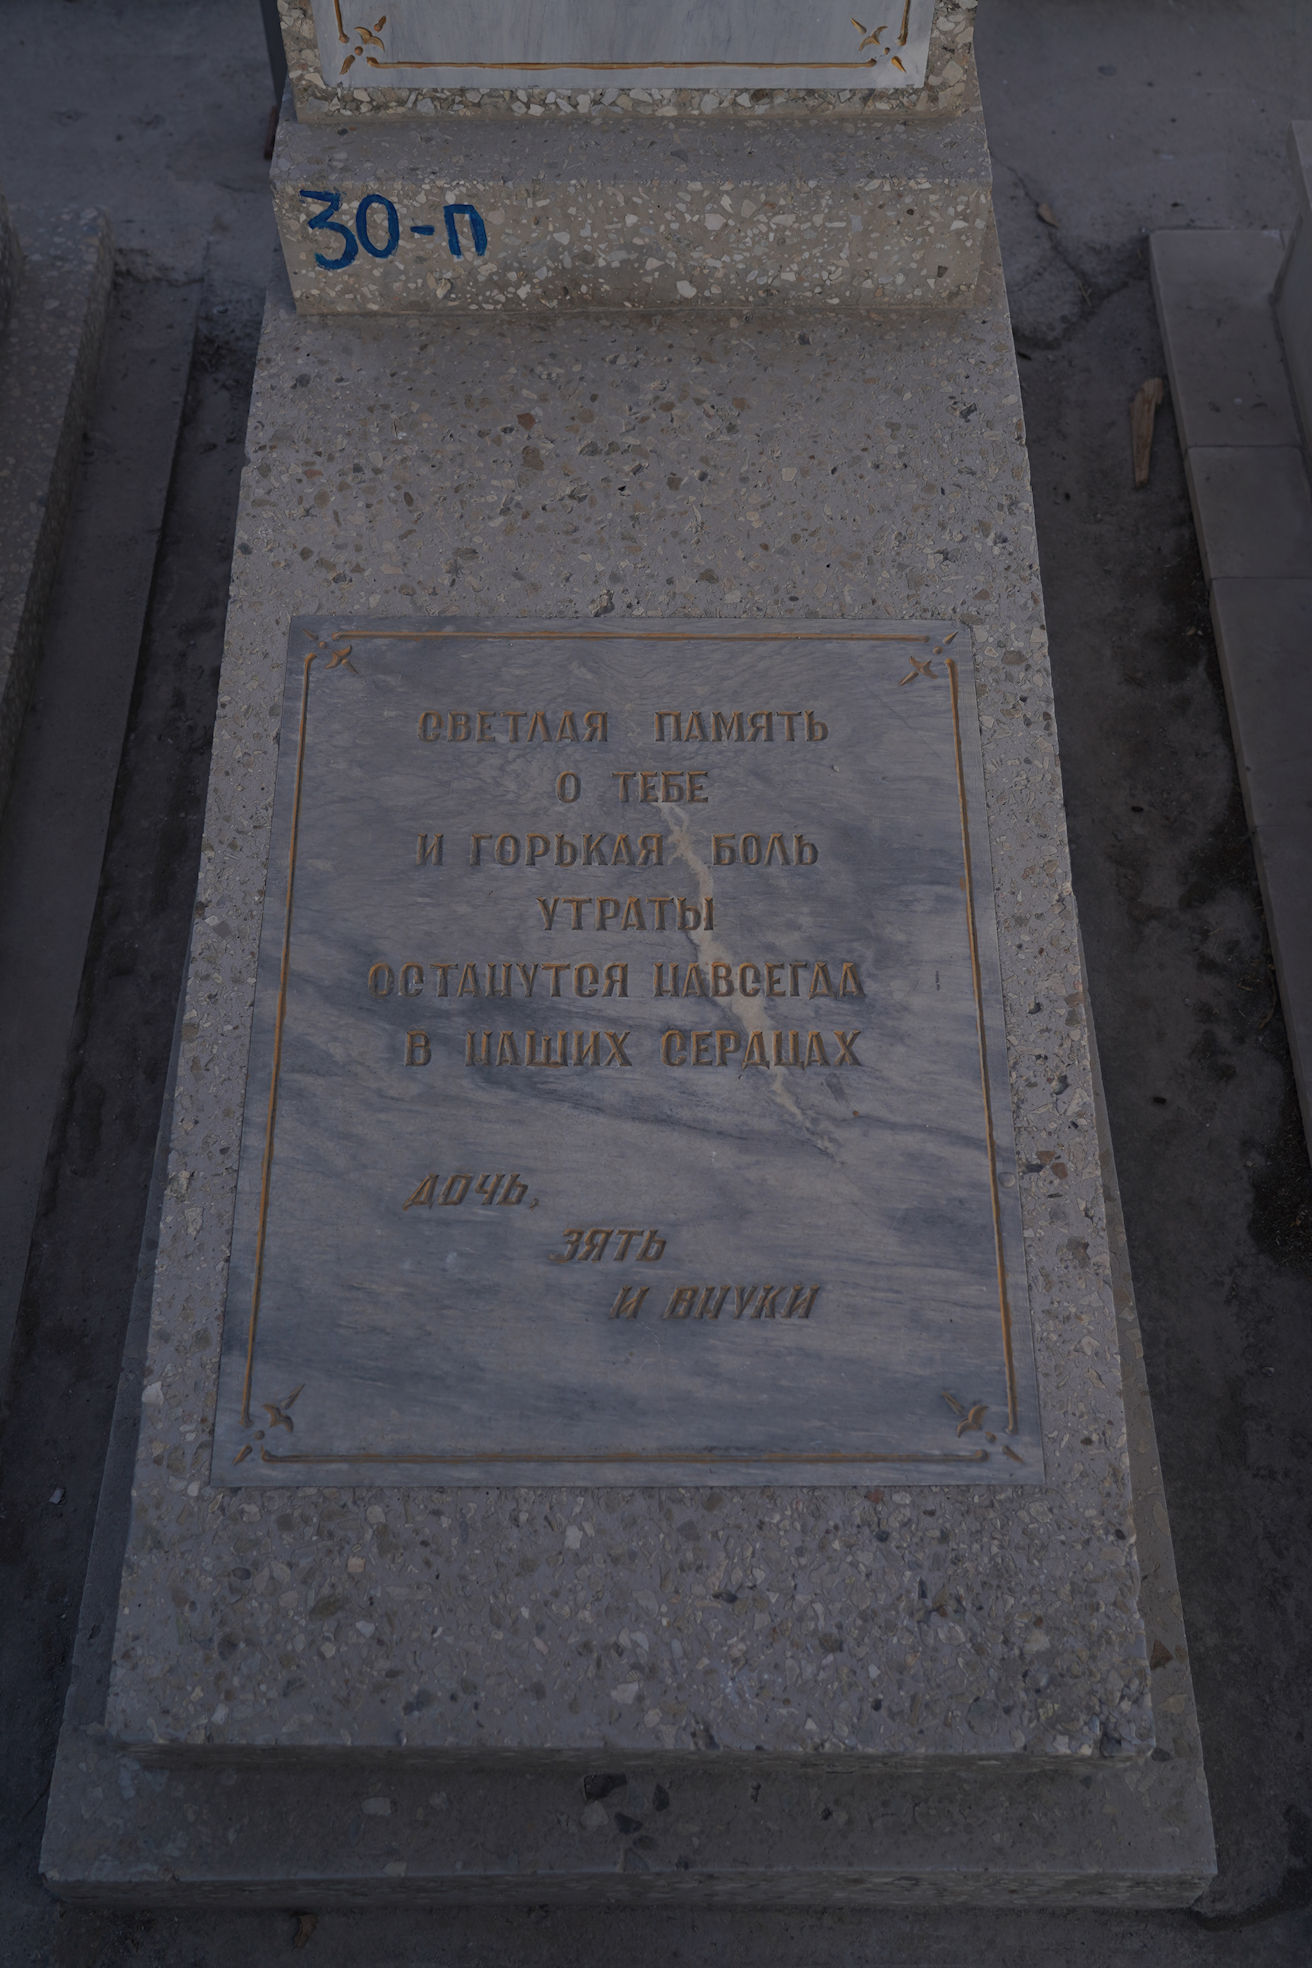 30-п
СВЕТЛАЯ ПАМЯТЬ
О ТЕБЕ
И ГОРЬКАЯ БОЛЬ
УТРАТЫ
ОСТАНУТСЯ НАВСЕГДА
В НАШИХ СЕРДЦАХ
ДОЧЬ,
ЗЯТЬ
И ВНУКИ